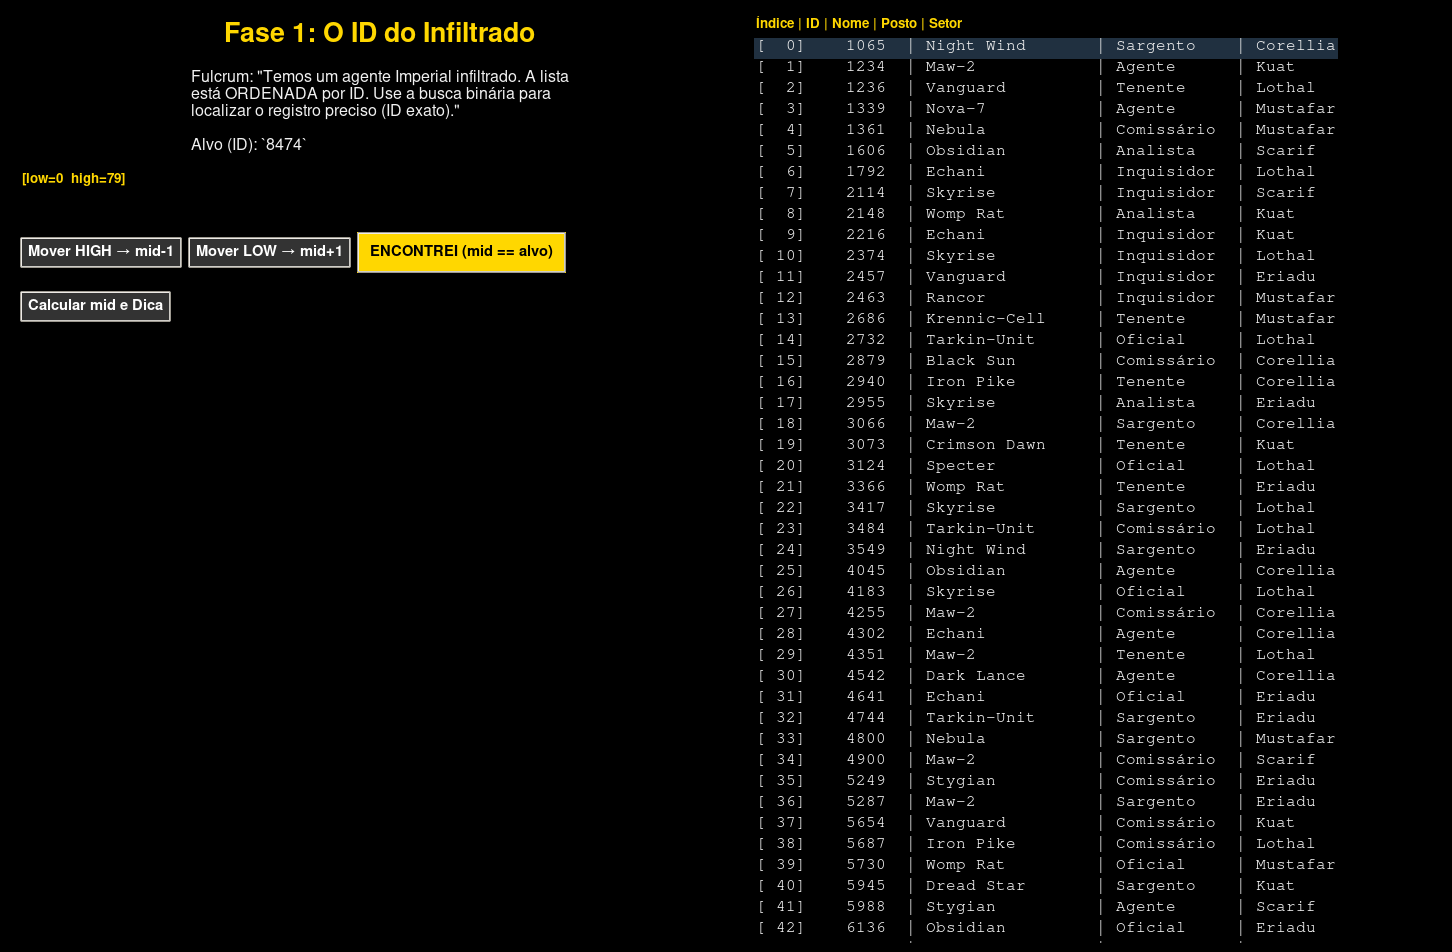 Fase 1: O ID do Infiltrado
Fulcrum: "Temos um agente Imperial infiltrado. A lista
está ORDENADA por ID. Use a busca binária para
localizar o registro preciso (ID exato)."
Alvo (ID): `8474`
[low=0  high=79]
Mover HIGH → mid-1
Mover LOW → mid+1
ENCONTREI (mid == alvo)
Calcular mid e Dica
Índice | ID | Nome | Posto | Setor
[  0]    1065  | Night Wind       | Sargento    | Corellia
[  1]    1234  | Maw-2            | Agente      | Kuat
[  2]    1236  | Vanguard         | Tenente     | Lothal
[  3]    1339  | Nova-7           | Agente      | Mustafar
[  4]    1361  | Nebula           | Comissário  | Mustafar
[  5]    1606  | Obsidian         | Analista    | Scarif
[  6]    1792  | Echani           | Inquisidor  | Lothal
[  7]    2114  | Skyrise          | Inquisidor  | Scarif
[  8]    2148  | Womp Rat         | Analista    | Kuat
[  9]    2216  | Echani           | Inquisidor  | Kuat
[ 10]    2374  | Skyrise          | Inquisidor  | Lothal
[ 11]    2457  | Vanguard         | Inquisidor  | Eriadu
[ 12]    2463  | Rancor           | Inquisidor  | Mustafar
[ 13]    2686  | Krennic-Cell     | Tenente     | Mustafar
[ 14]    2732  | Tarkin-Unit      | Oficial     | Lothal
[ 15]    2879  | Black Sun        | Comissário  | Corellia
[ 16]    2940  | Iron Pike        | Tenente     | Corellia
[ 17]    2955  | Skyrise          | Analista    | Eriadu
[ 18]    3066  | Maw-2            | Sargento    | Corellia
[ 19]    3073  | Crimson Dawn     | Tenente     | Kuat
[ 20]    3124  | Specter          | Oficial     | Lothal
[ 21]    3366  | Womp Rat         | Tenente     | Eriadu
[ 22]    3417  | Skyrise          | Sargento    | Lothal
[ 23]    3484  | Tarkin-Unit      | Comissário  | Lothal
[ 24]    3549  | Night Wind       | Sargento    | Eriadu
[ 25]    4045  | Obsidian         | Agente      | Corellia
[ 26]    4183  | Skyrise          | Oficial     | Lothal
[ 27]    4255  | Maw-2            | Comissário  | Corellia
[ 28]    4302  | Echani           | Agente      | Corellia
[ 29]    4351  | Maw-2            | Tenente     | Lothal
[ 30]    4542  | Dark Lance       | Agente      | Corellia
[ 31]    4641  | Echani           | Oficial     | Eriadu
[ 32]    4744  | Tarkin-Unit      | Sargento    | Eriadu
[ 33]    4800  | Nebula           | Sargento    | Mustafar
[ 34]    4900  | Maw-2            | Comissário  | Scarif
[ 35]    5249  | Stygian          | Comissário  | Eriadu
[ 36]    5287  | Maw-2            | Sargento    | Eriadu
[ 37]    5654  | Vanguard         | Comissário  | Kuat
[ 38]    5687  | Iron Pike        | Comissário  | Lothal
[ 39]    5730  | Womp Rat         | Oficial     | Mustafar
[ 40]    5945  | Dread Star       | Sargento    | Kuat
[ 41]    5988  | Stygian          | Agente      | Scarif
[ 42]    6136  | Obsidian         | Oficial     | Eriadu